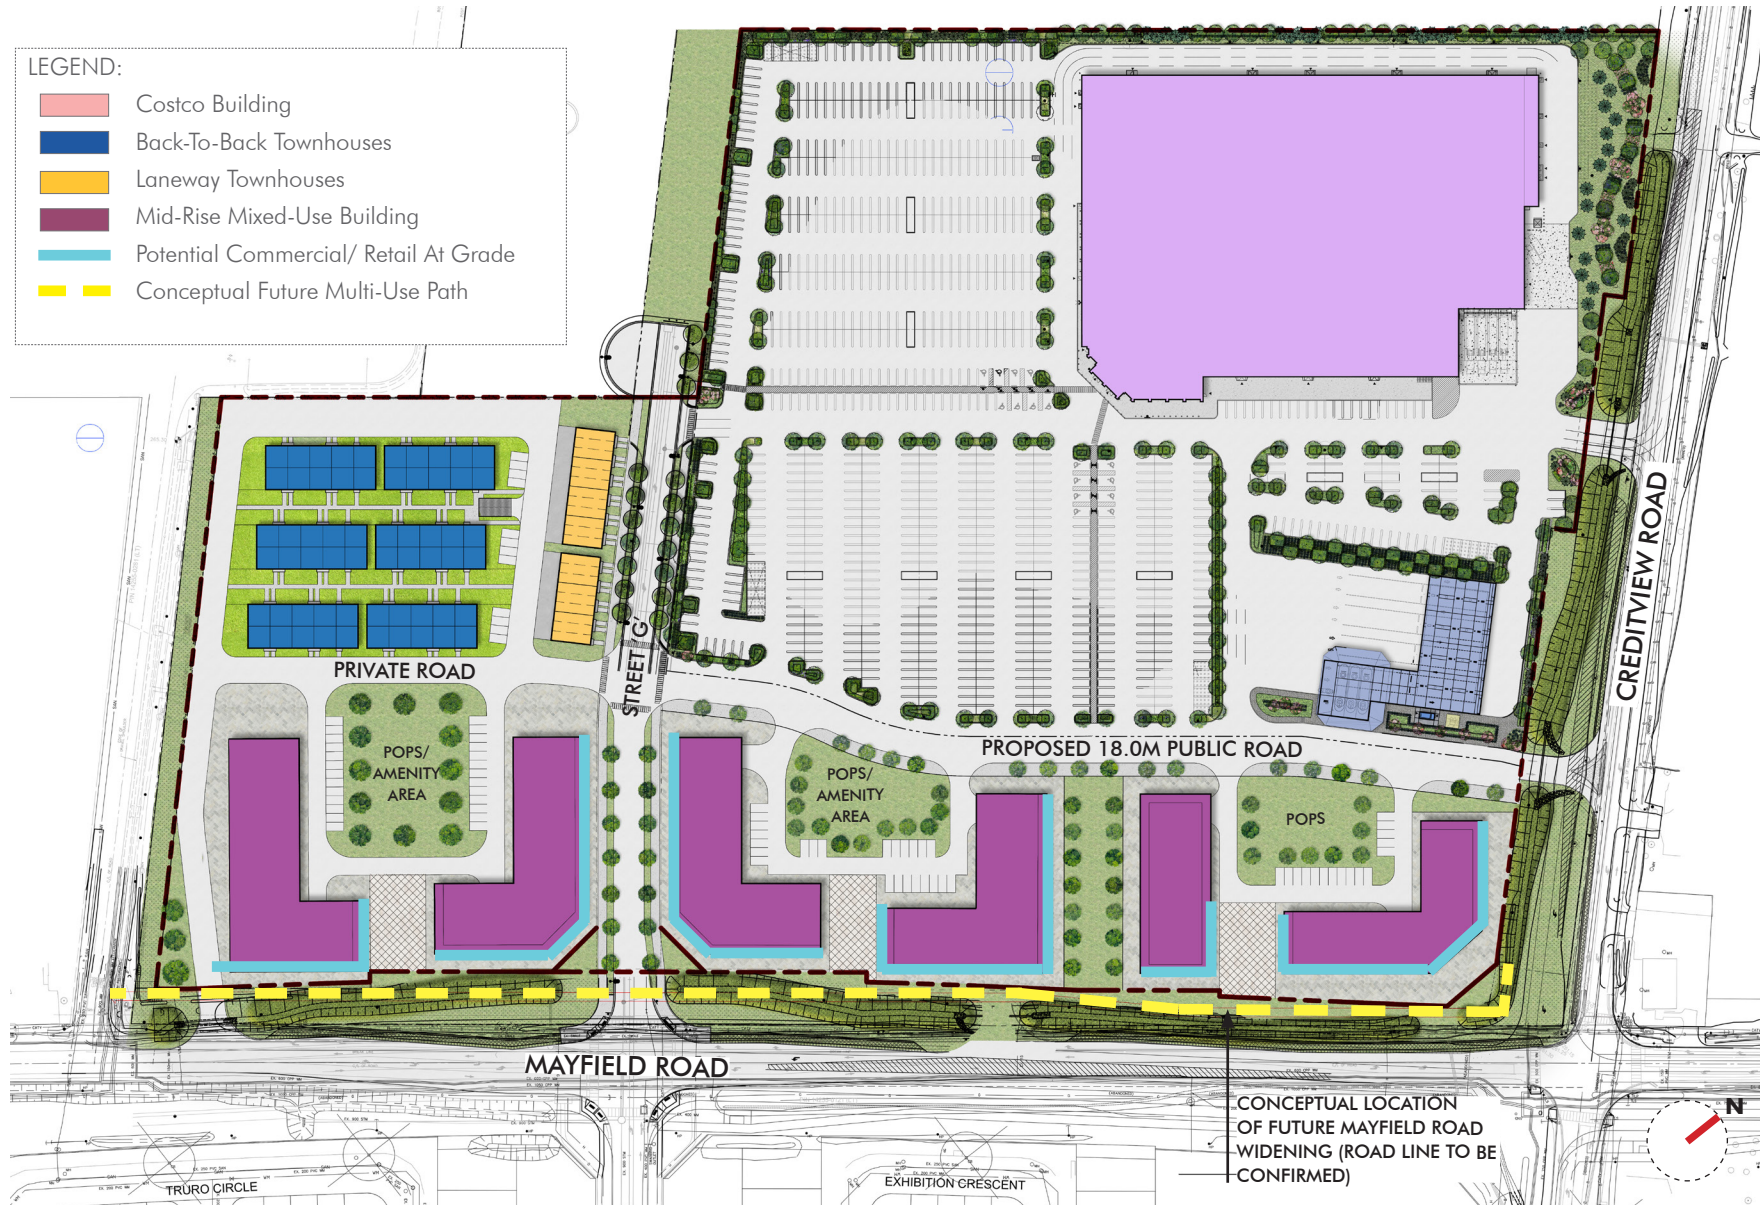 LEGEND:
Costco Building
Back-To-Back Townhouses
Laneway Townhouses
Mid-Rise Mixed-Use Building
Potential Commercial/ Retail At Grade
Conceptual Future Multi-Use Path
CREDITVIEW ROAD
STREET 'G'
PRIVATE ROAD
PROPOSED 18.0M PUBLIC ROAD
POPS/
AMENITY
AREA
POPS/
AMENITY
AREA
POPS
MAYFIELD ROAD
CONCEPTUAL LOCATION
OF FUTURE MAYFIELD ROAD
WIDENING (ROAD LINE TO BE
CONFIRMED)
N
TRURO CIRCLE
EXHIBITION CRESCENT